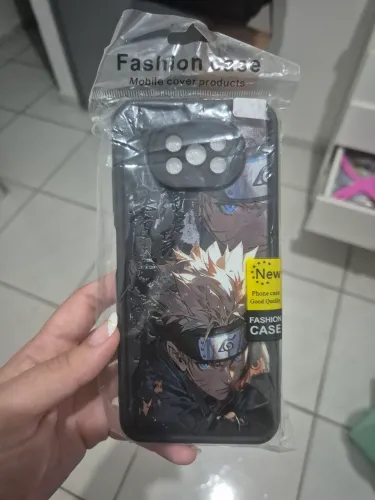 Fashion case
Mobile cover products
New
Phone case
Good Quality
FASHION
CASE